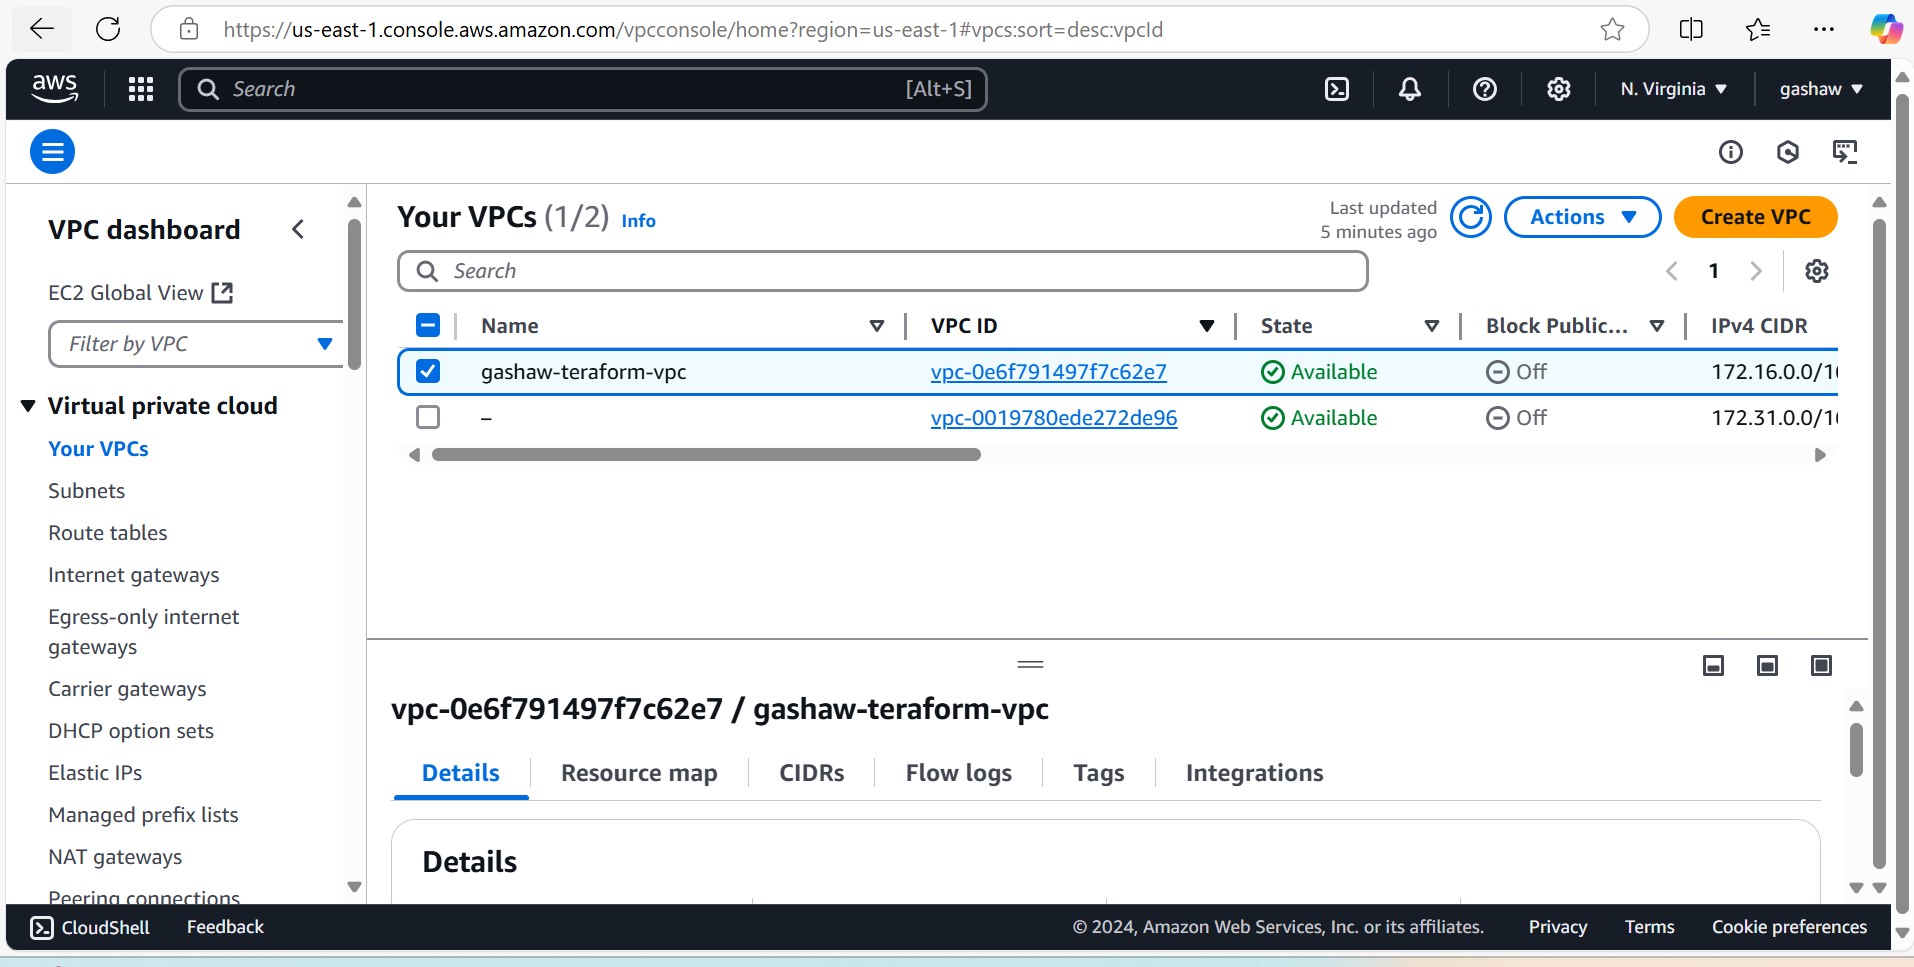 https://us-east-1.console.aws.amazon.com/vpcconsole/home?region=us-east-1#vpcs:sort=desc:vpcId
aws
Search
[Alt+S]
N. Virginia
gashaw
VPC dashboard
EC2 Global View
Filter by VPC
Virtual private cloud
Your VPCs
Subnets
Route tables
Internet gateways
Egress-only internet
gateways
Carrier gateways
DHCP option sets
Elastic IPs
Managed prefix lists
NAT gateways
Peering connections
Your VPCs (1/2) Info
Last updated
5 minutes ago
Actions
Create VPC
Search
1
Name VPC ID State Block Public... IPv4 CIDR
gashaw-teraform-vpc vpc-0e6f791497f7c62e7 Available Off 172.16.0.0/1
– vpc-0019780ede272de96 Available Off 172.31.0.0/1
vpc-0e6f791497f7c62e7 / gashaw-teraform-vpc
Details Resource map CIDRs Flow logs Tags Integrations
Details
CloudShell Feedback © 2024, Amazon Web Services, Inc. or its affiliates. Privacy Terms Cookie preferences